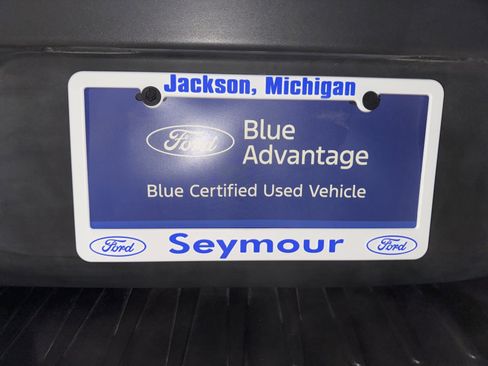 Jackson, Michigan
Ford
Blue
Advantage
Blue Certified Used Vehicle
Ford
Seymour
Ford